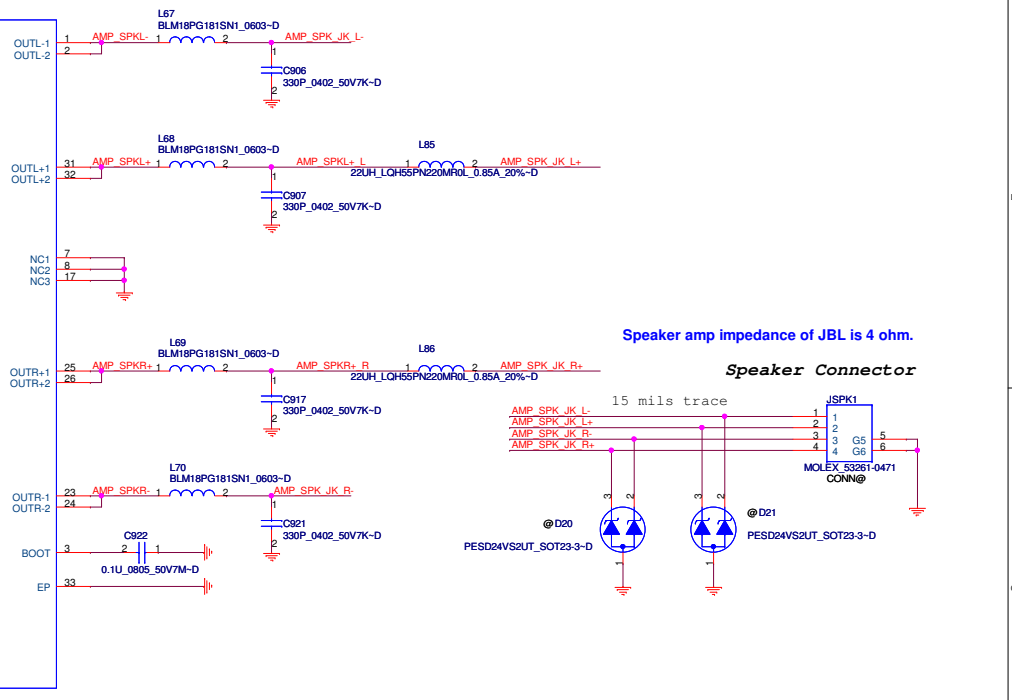 L67
BLM18PG181SN1_0603~D
OUTL-1 1 AMP_SPKL- 1 2 AMP_SPK_JK_L-
OUTL-2 2
1
C906
330P_0402_50V7K~D
2
L68
BLM18PG181SN1_0603~D
L85
OUTL+1 31 AMP_SPKL+ 1 2 AMP_SPKL+_L 1 2 AMP_SPK_JK_L+
OUTL+2 32
22UH_LQH55PN220MR0L_0.85A_20%~D
1
C907
330P_0402_50V7K~D
2
NC1 7
NC2 8
NC3 17
Speaker amp impedance of JBL is 4 ohm.
L69
BLM18PG181SN1_0603~D
L86
OUTR+1 25 AMP_SPKR+ 1 2 AMP_SPKR+_R 1 2 AMP_SPK_JK_R+
OUTR+2 26
22UH_LQH55PN220MR0L_0.85A_20%~D
1
C917
330P_0402_50V7K~D
2
Speaker Connector
15 mils trace
JSPK1
AMP_SPK_JK_L- 1 1
AMP_SPK_JK_L+ 2 2
AMP_SPK_JK_R- 3 3 G5 5
AMP_SPK_JK_R+ 4 4 G6 6
MOLEX_53261-0471
CONN@
L70
BLM18PG181SN1_0603~D
OUTR-1 23 AMP_SPKR- 1 2 AMP_SPK_JK_R-
OUTR-2 24
1
C921
330P_0402_50V7K~D
2
3 2 3 2
@D20
PESD24VS2UT_SOT23-3~D
1
@D21
PESD24VS2UT_SOT23-3~D
1
C922
BOOT 3 2 1
0.1U_0805_50V7M~D
EP 33